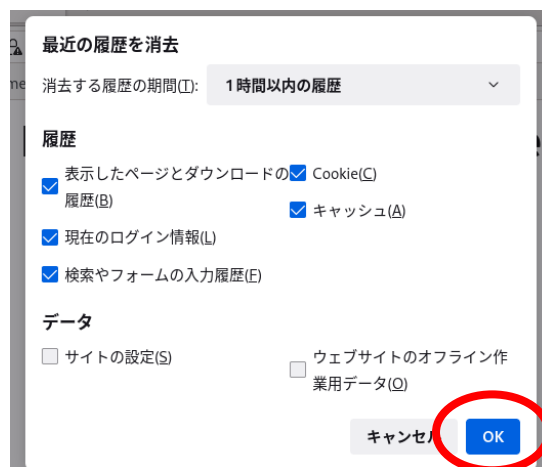 最近の履歴を消去
消去する履歴の期間(T): 1時間以内の履歴
履歴
表示したページとダウンロードの
履歴(B)
Cookie(C)
キャッシュ(A)
現在のログイン情報(L)
検索やフォームの入力履歴(F)
データ
サイトの設定(S)
ウェブサイトのオフライン作
業用データ(O)
キャンセル OK